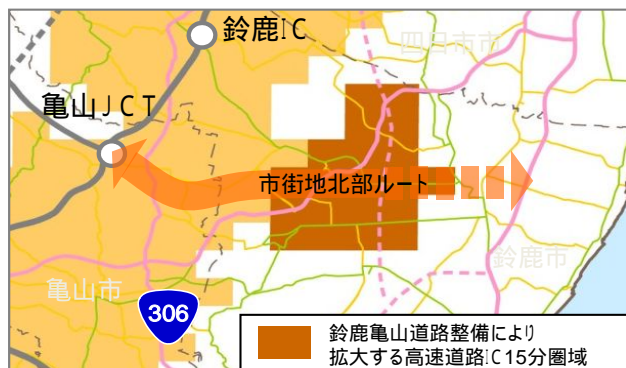 鈴鹿IC
四日市市
亀山JCT
市街地北部ルート
鈴鹿市
亀山市
306
鈴鹿亀山道路整備により
拡大する高速道路IC15分圏域